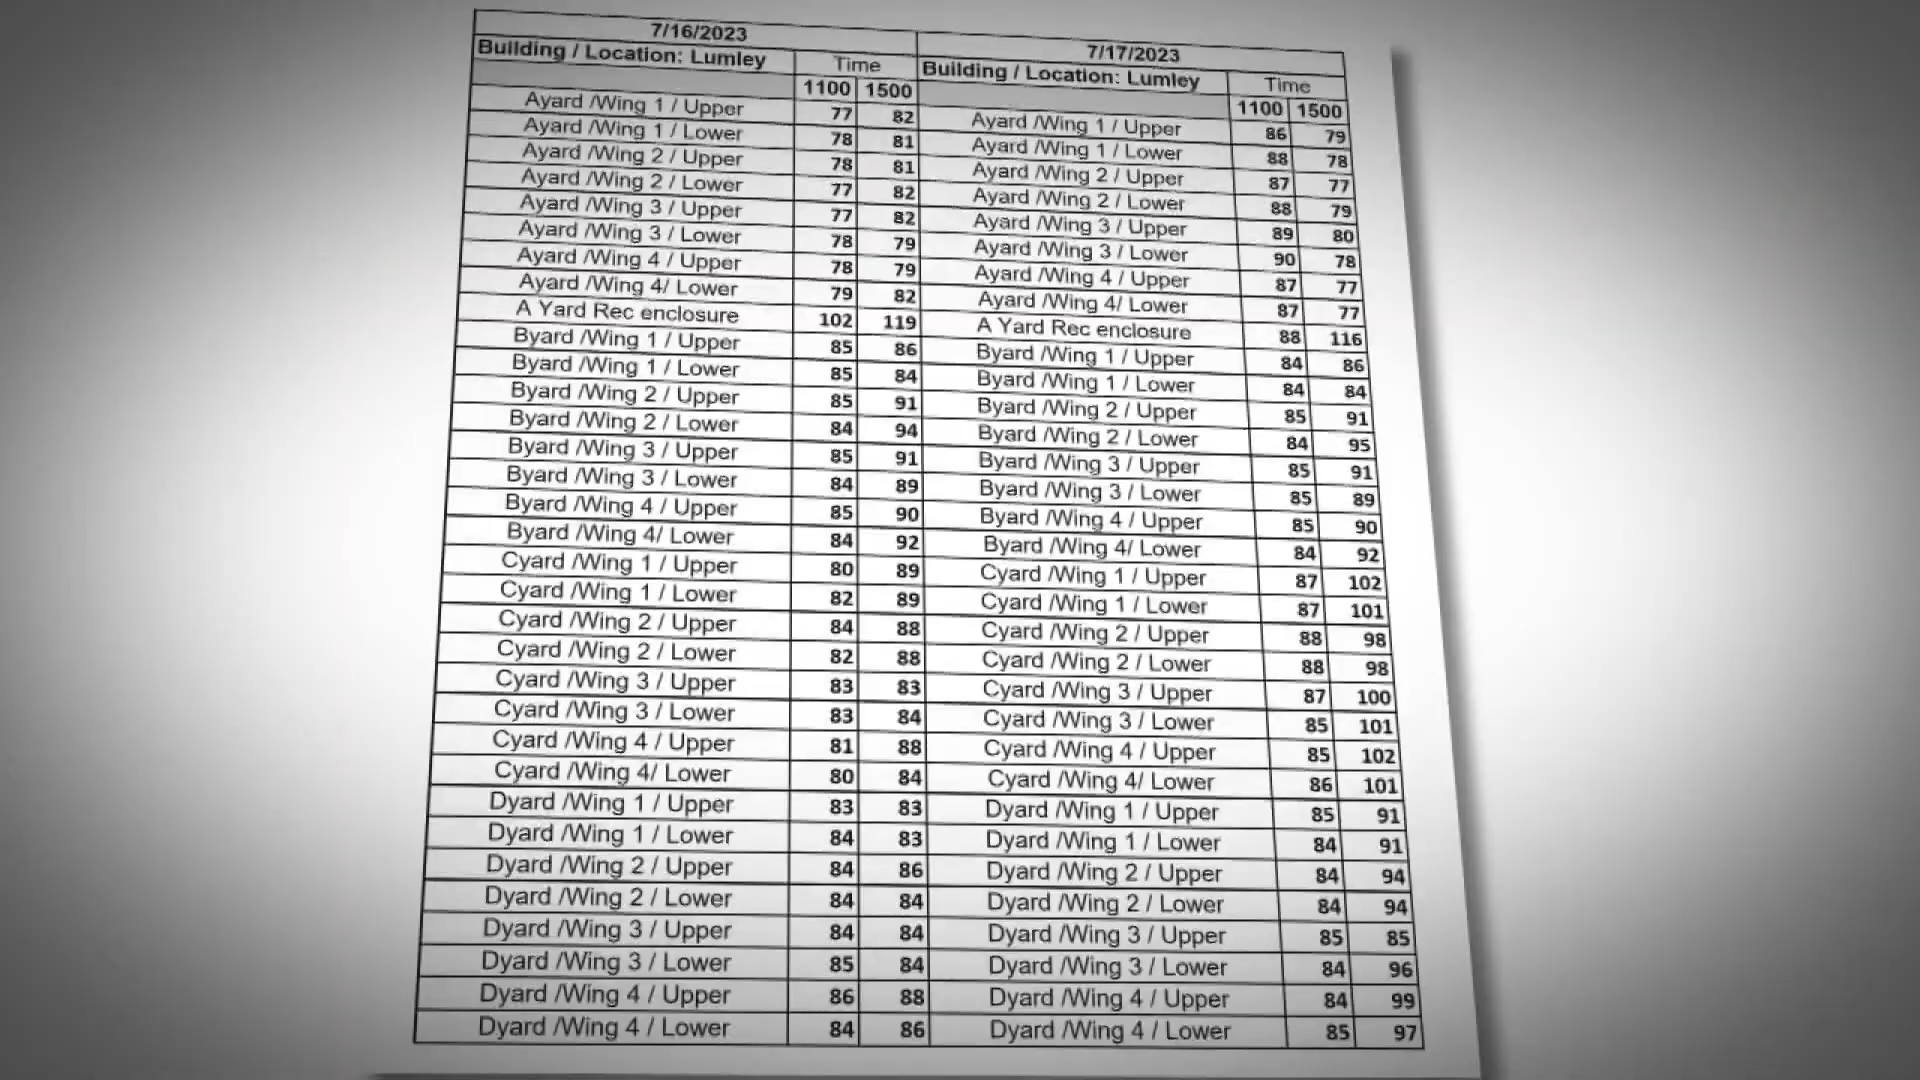 7/16/2023 7/17/2023
Building / Location: Lumley Time Building / Location: Lumley Time
1100 1500 1100 1500
Ayard /Wing 1 / Upper 77 82 Ayard /Wing 1 / Upper 86 79
Ayard /Wing 1 / Lower 78 81 Ayard /Wing 1 / Lower 88 78
Ayard /Wing 2 / Upper 78 81 Ayard /Wing 2 / Upper 87 77
Ayard /Wing 2 / Lower 77 82 Ayard /Wing 2 / Lower 88 79
Ayard /Wing 3 / Upper 77 82 Ayard /Wing 3 / Upper 89 80
Ayard /Wing 3 / Lower 78 79 Ayard /Wing 3 / Lower 90 78
Ayard /Wing 4 / Upper 78 79 Ayard /Wing 4 / Upper 87 77
Ayard /Wing 4/ Lower 79 82 Ayard /Wing 4/ Lower 87 77
A Yard Rec enclosure 102 119 A Yard Rec enclosure 88 116
Byard /Wing 1 / Upper 85 86 Byard /Wing 1 / Upper 84 86
Byard /Wing 1 / Lower 85 84 Byard /Wing 1 / Lower 84 84
Byard /Wing 2 / Upper 85 91 Byard /Wing 2 / Upper 85 91
Byard /Wing 2 / Lower 84 94 Byard /Wing 2 / Lower 84 95
Byard /Wing 3 / Upper 85 91 Byard /Wing 3 / Upper 85 91
Byard /Wing 3 / Lower 84 89 Byard /Wing 3 / Lower 85 89
Byard /Wing 4 / Upper 85 90 Byard /Wing 4 / Upper 85 90
Byard /Wing 4/ Lower 84 92 Byard /Wing 4/ Lower 84 92
Cyard /Wing 1 / Upper 80 89 Cyard /Wing 1 / Upper 87 102
Cyard /Wing 1 / Lower 82 89 Cyard /Wing 1 / Lower 87 101
Cyard /Wing 2 / Upper 84 88 Cyard /Wing 2 / Upper 88 98
Cyard /Wing 2 / Lower 82 88 Cyard /Wing 2 / Lower 88 98
Cyard /Wing 3 / Upper 83 83 Cyard /Wing 3 / Upper 87 100
Cyard /Wing 3 / Lower 83 84 Cyard /Wing 3 / Lower 85 101
Cyard /Wing 4 / Upper 81 88 Cyard /Wing 4 / Upper 85 102
Cyard /Wing 4/ Lower 80 84 Cyard /Wing 4/ Lower 86 101
Dyard /Wing 1 / Upper 83 83 Dyard /Wing 1 / Upper 85 91
Dyard /Wing 1 / Lower 84 83 Dyard /Wing 1 / Lower 84 91
Dyard /Wing 2 / Upper 84 86 Dyard /Wing 2 / Upper 84 94
Dyard /Wing 2 / Lower 84 84 Dyard /Wing 2 / Lower 84 94
Dyard /Wing 3 / Upper 84 84 Dyard /Wing 3 / Upper 85 85
Dyard /Wing 3 / Lower 85 84 Dyard /Wing 3 / Lower 84 96
Dyard /Wing 4 / Upper 86 88 Dyard /Wing 4 / Upper 84 99
Dyard /Wing 4 / Lower 84 86 Dyard /Wing 4 / Lower 85 97